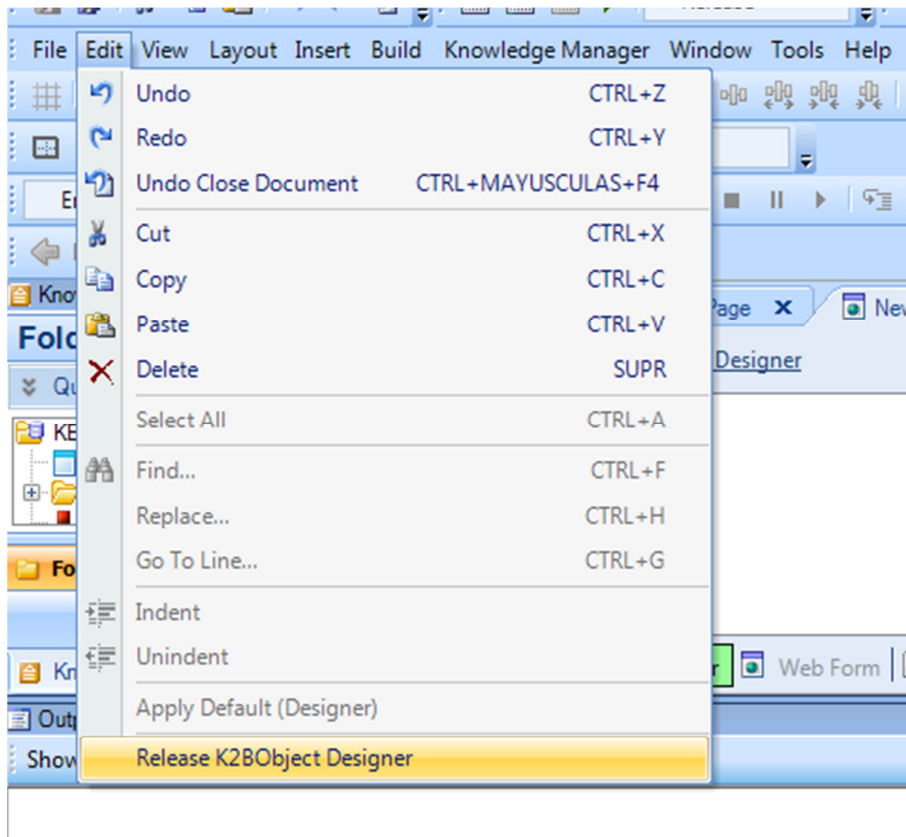 File Edit View Layout Insert Build Knowledge Manager Window Tools Help
Undo CTRL+Z
Redo CTRL+Y
Undo Close Document CTRL+MAYUSCULAS+F4
Cut CTRL+X
Copy CTRL+C
Paste CTRL+V
Delete SUPR
Select All CTRL+A
Find... CTRL+F
Replace... CTRL+H
Go To Line... CTRL+G
Indent
Unindent
Apply Default (Designer)
Release K2BObject Designer
Page
Designer
KB
Web Form
Show